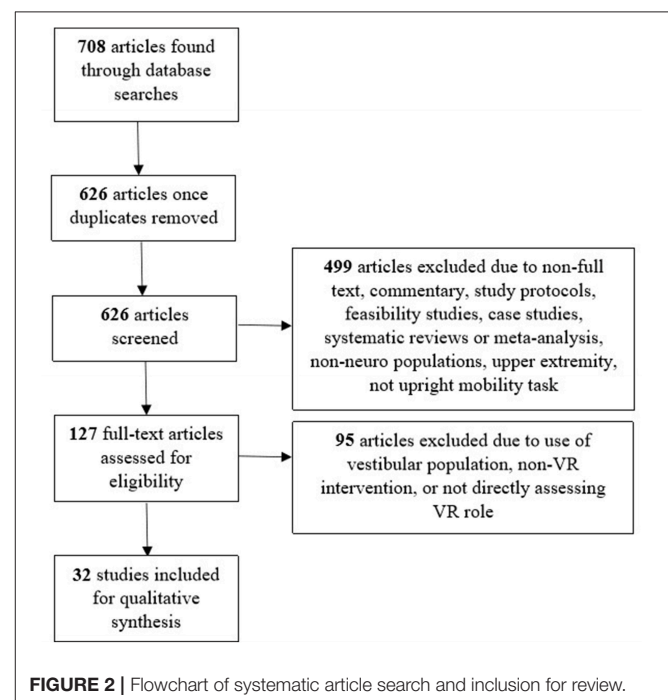 708 articles found
through database
searches
626 articles once
duplicates removed
626 articles
screened
499 articles excluded due to non-full
text, commentary, study protocols,
feasibility studies, case studies,
systematic reviews or meta-analysis,
non-neuro populations, upper extremity,
not upright mobility task
127 full-text articles
assessed for
eligibility
95 articles excluded due to use of
vestibular population, non-VR
intervention, or not directly assessing
VR role
32 studies included
for qualitative
synthesis
FIGURE 2 | Flowchart of systematic article search and inclusion for review.